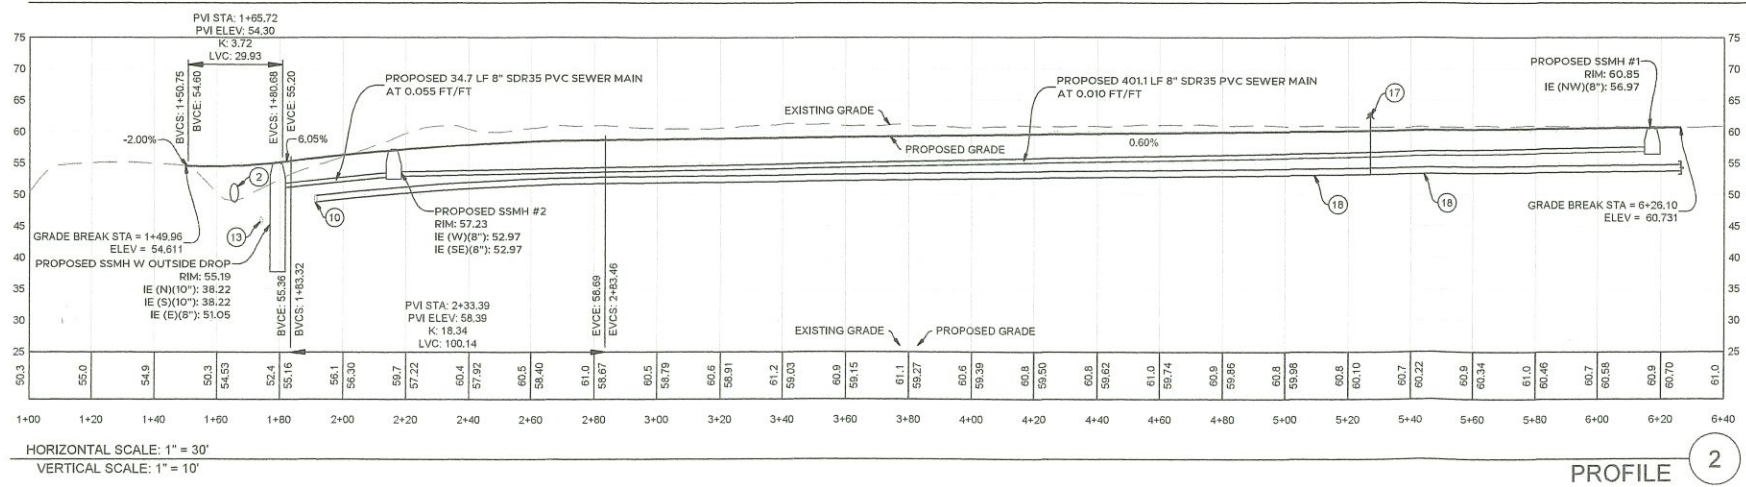 PVI STA: 1+65.72
PVI ELEV: 54.30
K: 3.72
LVC: 29.93
75
70
65
60
55
50
45
40
35
30
25
75
70
65
60
55
50
45
40
35
30
25
BVCS: 1+50.75
BVCE: 54.60
EVCS: 1+80.68
EVCE: 55.20
-2.00%
6.05%
PROPOSED 34.7 LF 8" SDR35 PVC SEWER MAIN
AT 0.055 FT/FT
EXISTING GRADE
PROPOSED GRADE
PROPOSED 401.1 LF 8" SDR35 PVC SEWER MAIN
AT 0.010 FT/FT
0.60%
17
PROPOSED SSMH #1
RIM: 60.85
IE (NW)(8"): 56.97
2
13
10
18
18
GRADE BREAK STA = 1+49.96
ELEV = 54.611
PROPOSED SSMH W OUTSIDE DROP
RIM: 55.19
IE (N)(10"): 38.22
IE (S)(10"): 38.22
IE (E)(8"): 51.05
PROPOSED SSMH #2
RIM: 57.23
IE (W)(8"): 52.97
IE (SE)(8"): 52.97
GRADE BREAK STA = 6+26.10
ELEV = 60.731
BVCE: 55.36
BVCS: 1+83.32
PVI STA: 2+33.39
PVI ELEV: 58.39
K: 18.34
LVC: 100.14
EVCE: 58.69
EVCS: 2+83.46
EXISTING GRADE
PROPOSED GRADE
50.3
55.0
54.9
50.3 54.53
52.4 55.16
56.1 56.30
59.7 57.22
60.4 57.92
60.5 58.40
61.0 58.67
60.5 58.79
60.6 58.91
61.2 59.03
60.9 59.15
61.1 59.27
60.6 59.39
60.8 59.50
60.8 59.62
61.0 59.74
60.9 59.86
60.8 59.98
60.8 60.10
60.7 60.22
60.9 60.34
61.0 60.46
60.7 60.58
60.9 60.70
61.0
1+00 1+20 1+40 1+60 1+80 2+00 2+20 2+40 2+60 2+80 3+00 3+20 3+40 3+60 3+80 4+00 4+20 4+40 4+60 4+80 5+00 5+20 5+40 5+60 5+80 6+00 6+20 6+40
HORIZONTAL SCALE: 1" = 30'
VERTICAL SCALE: 1" = 10'
PROFILE 2